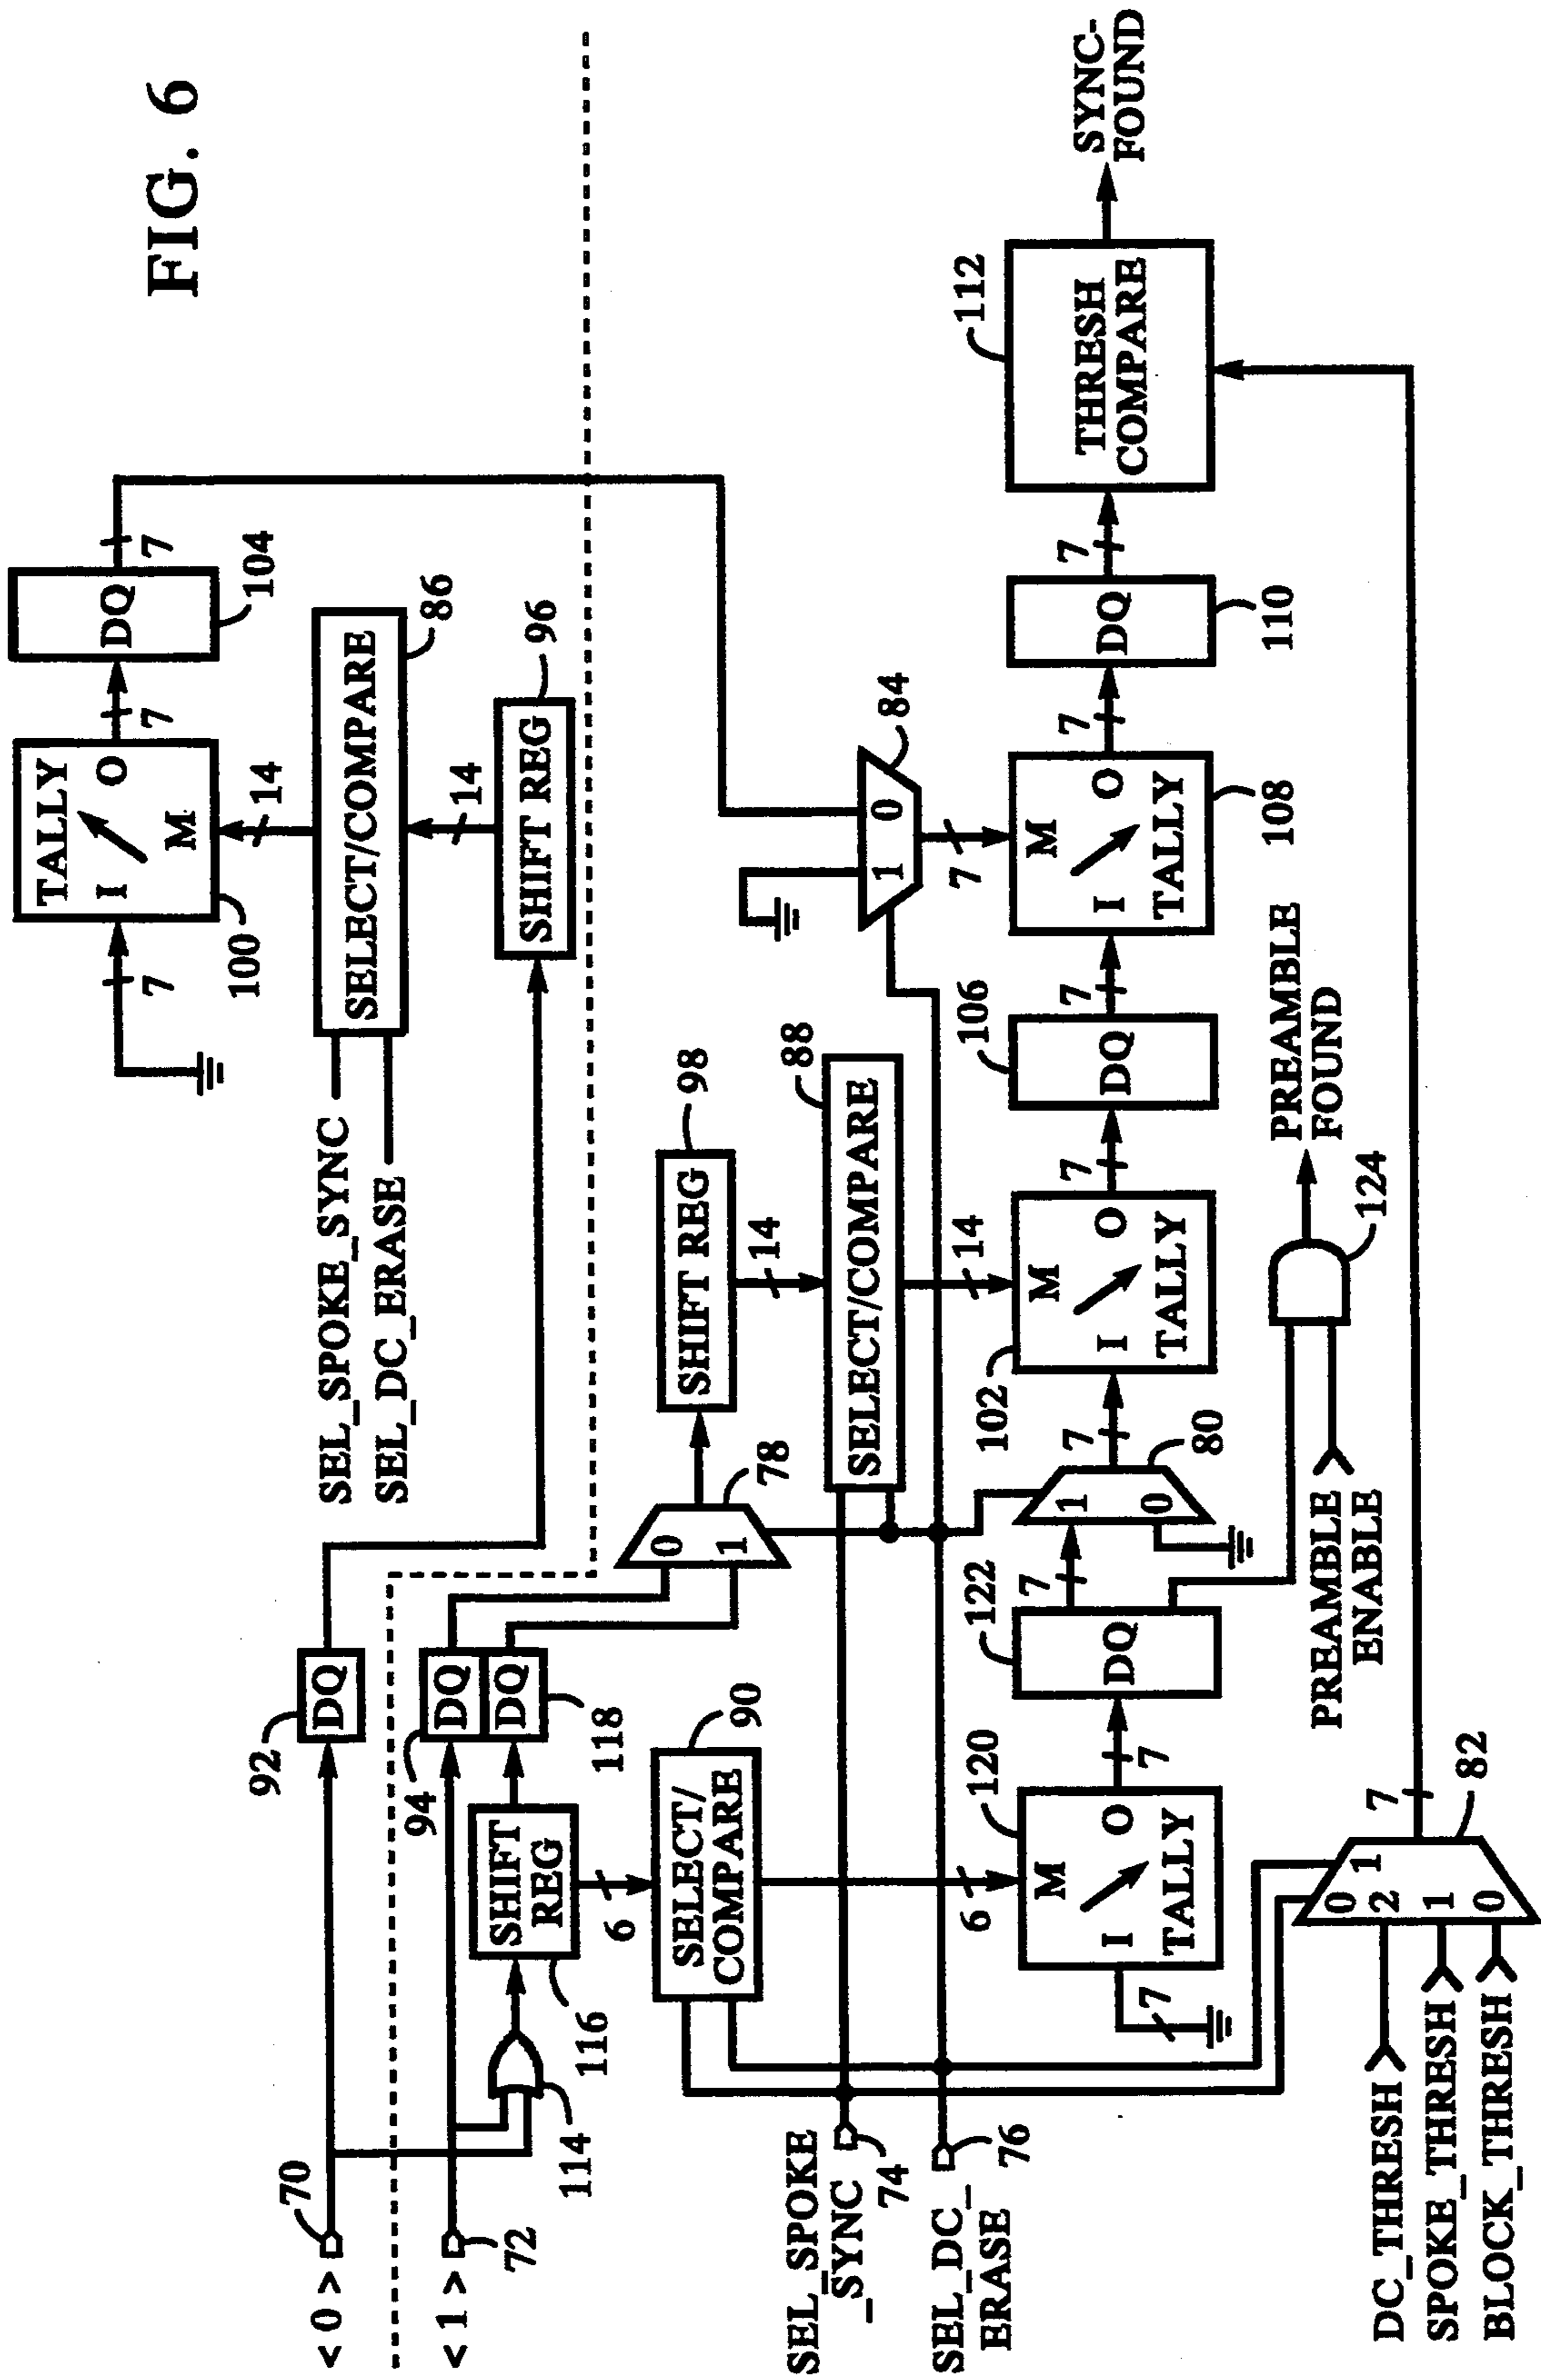 FIG. 6
< 0 >
70
92
DQ
SEL_SPOKE_SYNC
SEL_DC_ERASE
7
100
TALLY
I
O
M
7
DQ
104
7
14
SELECT/COMPARE
86
14
SHIFT REG
96
< 1 >
72
114
94
DQ
DQ
118
SHIFT
REG
116
6
SELECT/
COMPARE
90
0
1
78
SHIFT REG
98
14
SELECT/COMPARE
88
14
1
0
84
7
SEL_SPOKE
_SYNC
74
SEL_DC_
ERASE
76
6
7
M
I
O
TALLY
120
7
DQ
122
7
1
0
80
7
M
I
O
TALLY
102
7
DQ
106
7
M
I
O
TALLY
108
7
DQ
110
7
THRESH
COMPARE
112
SYNC-
FOUND
PREAMBLE
ENABLE
124
PREAMBLE
FOUND
DC_THRESH
SPOKE_THRESH
BLOCK_THRESH
0
1
2
1
0
82
7